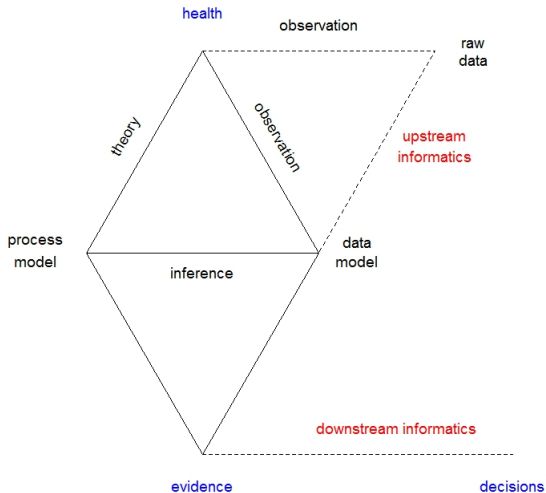 health
observation
raw
data
theory
observation
upstream
informatics
process
model
data
model
inference
downstream informatics
evidence
decisions